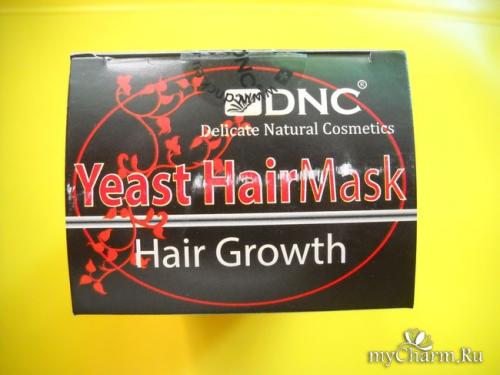 DNC®
Delicate Natural Cosmetics
Yeast HairMask
Hair Growth
myCharm.Ru